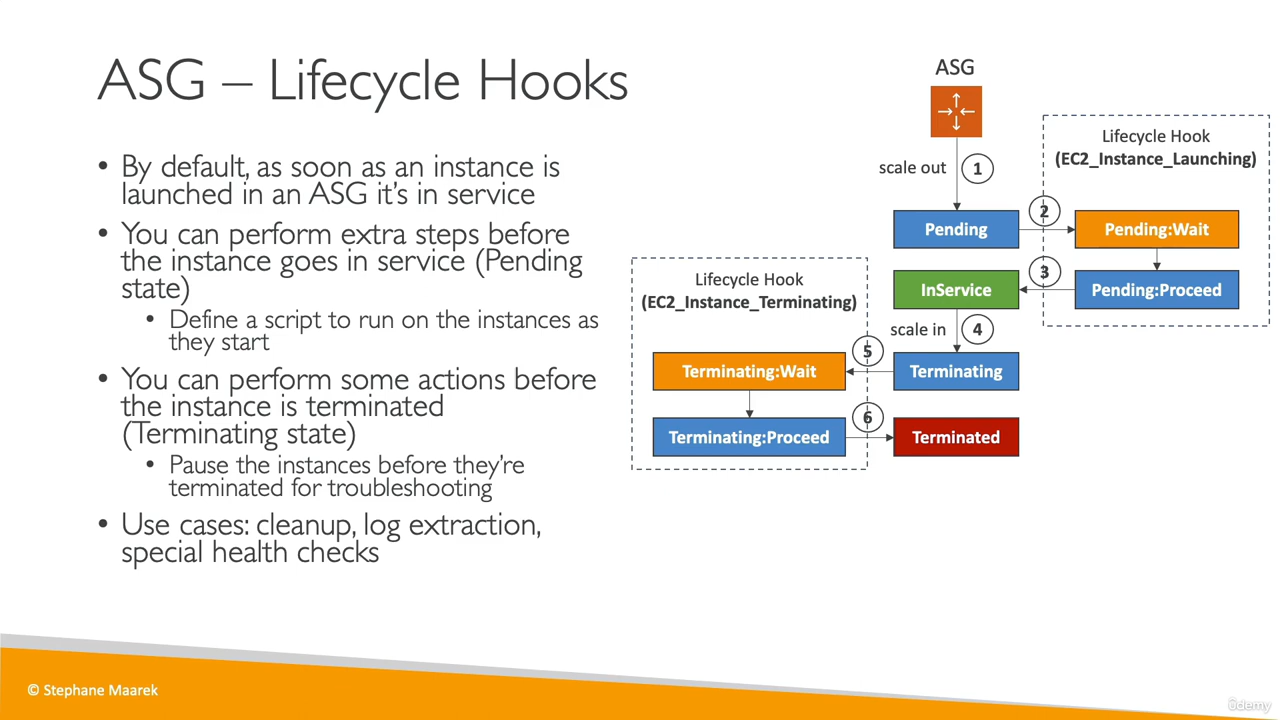 ASG – Lifecycle Hooks
• By default, as soon as an instance is
launched in an ASG it's in service
• You can perform extra steps before
the instance goes in service (Pending
state)
• Define a script to run on the instances as
they start
• You can perform some actions before
the instance is terminated
(Terminating state)
• Pause the instances before they're
terminated for troubleshooting
• Use cases: cleanup, log extraction,
special health checks
ASG
scale out
1
Lifecycle Hook
(EC2_Instance_Launching)
Pending
2
Pending:Wait
InService
3
Pending:Proceed
Lifecycle Hook
(EC2_Instance_Terminating)
scale in
4
Terminating:Wait
5
Terminating
Terminating:Proceed
6
Terminated
© Stephane Maarek
ûdemy